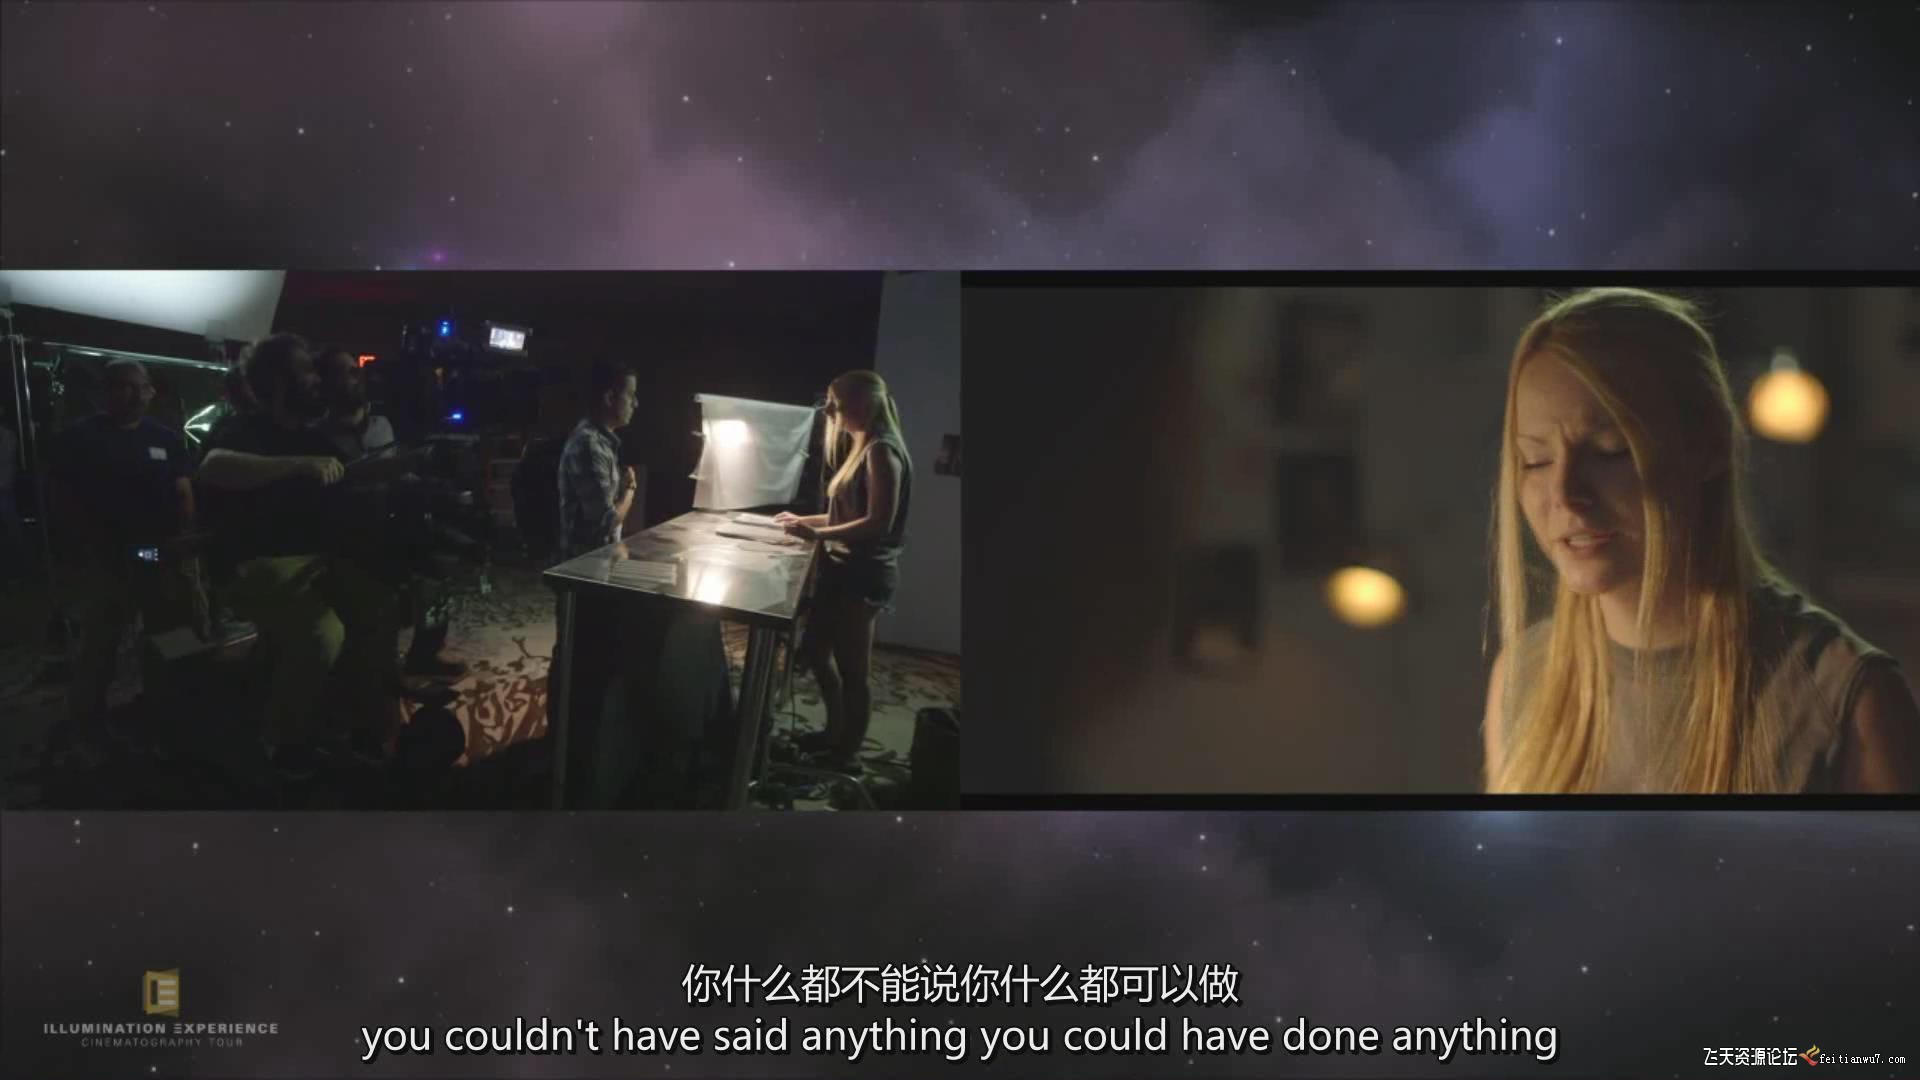 你什么都不能说你什么都可以做
you couldn't have said anything you could have done anything
ILLUMINATION EXPERIENCE
CINEMATOGRAPHY TOUR
飞天资源论坛 feitianwu7.com